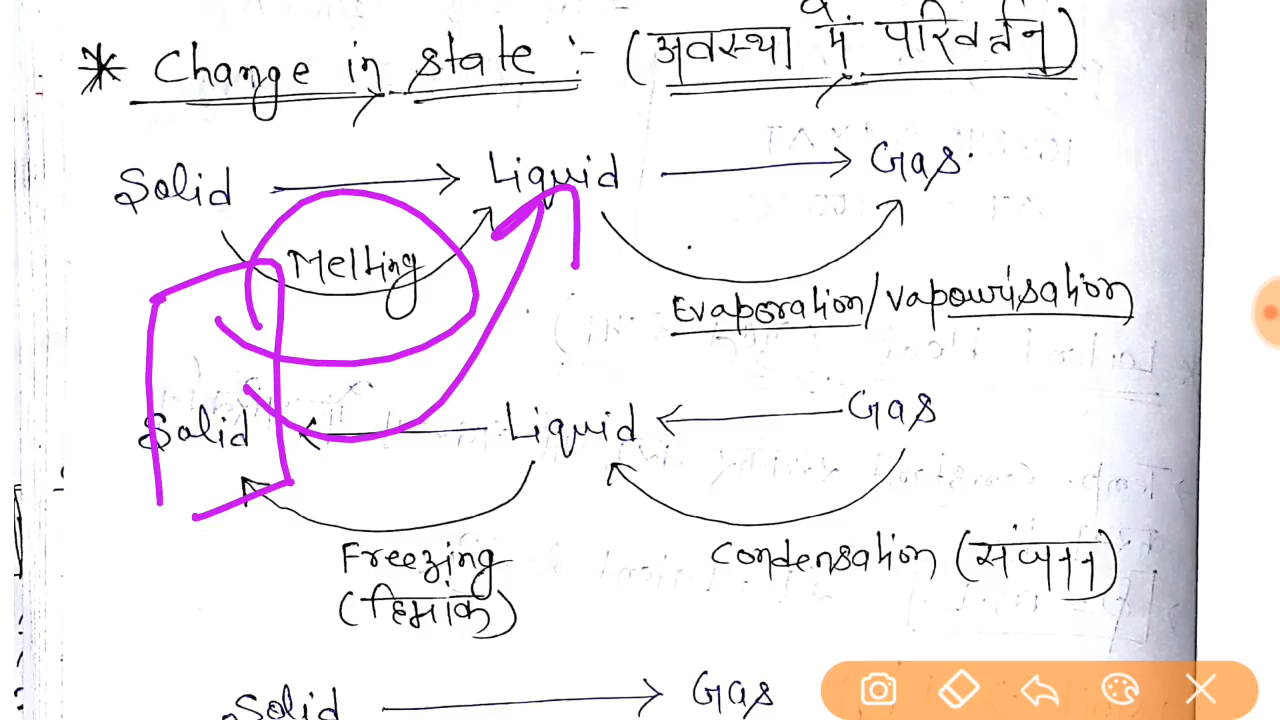 * Change in state :- (अवस्था में परिवर्तन)
Solid → Liquid → Gas
Melting
Evaporation/vapourisation
Solid ← Liquid ← Gas
Freezing
(हिमांक)
Condensation (संघनन)
Solid → Gas